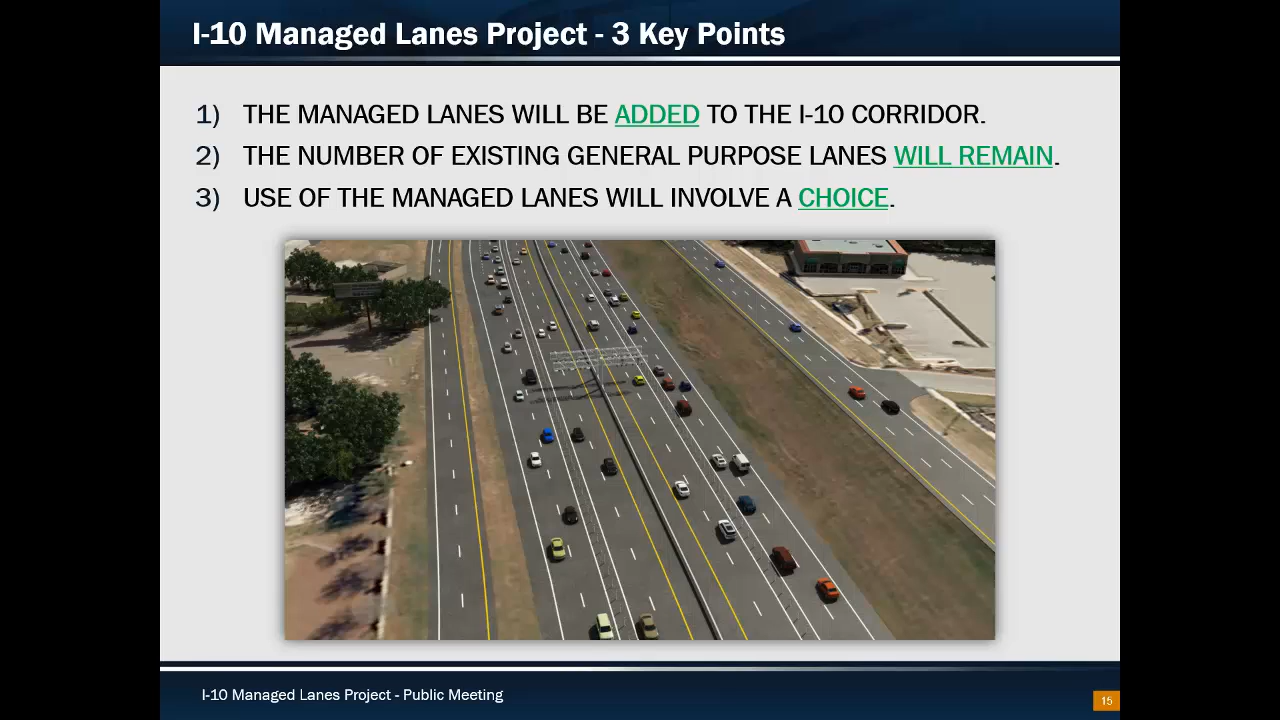 I-10 Managed Lanes Project - 3 Key Points
1) THE MANAGED LANES WILL BE ADDED TO THE I-10 CORRIDOR.
2) THE NUMBER OF EXISTING GENERAL PURPOSE LANES WILL REMAIN.
3) USE OF THE MANAGED LANES WILL INVOLVE A CHOICE.
I-10 Managed Lanes Project - Public Meeting
15